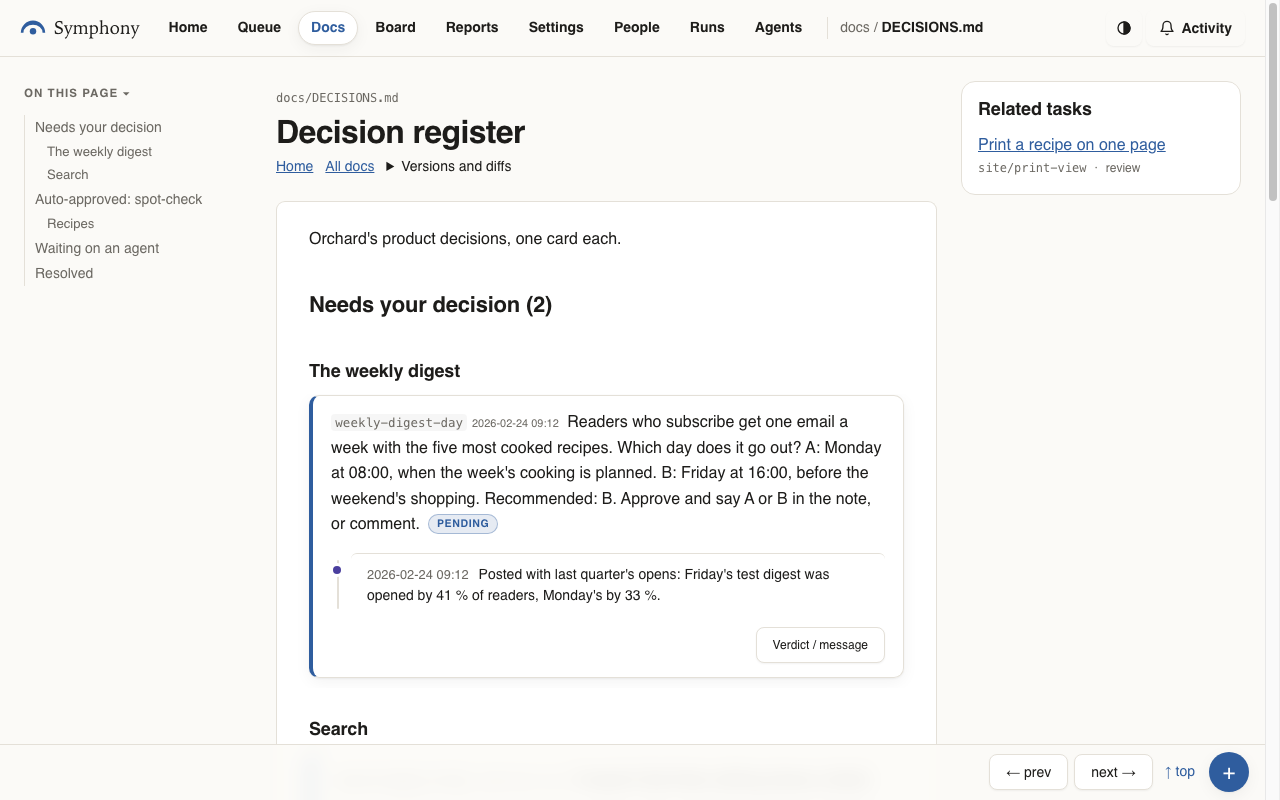 Symphony Home Queue Docs Board Reports Settings People Runs Agents docs / DECISIONS.md Activity
ON THIS PAGE
Needs your decision
The weekly digest
Search
Auto-approved: spot-check
Recipes
Waiting on an agent
Resolved
docs/DECISIONS.md
Decision register
Home All docs ▶ Versions and diffs
Orchard's product decisions, one card each.
Needs your decision (2)
The weekly digest
weekly-digest-day 2026-02-24 09:12 Readers who subscribe get one email a
week with the five most cooked recipes. Which day does it go out? A: Monday
at 08:00, when the week's cooking is planned. B: Friday at 16:00, before the
weekend's shopping. Recommended: B. Approve and say A or B in the note,
or comment. PENDING
2026-02-24 09:12 Posted with last quarter's opens: Friday's test digest was
opened by 41 % of readers, Monday's by 33 %.
Verdict / message
Search
Related tasks
Print a recipe on one page
site/print-view · review
← prev next → ↑ top +